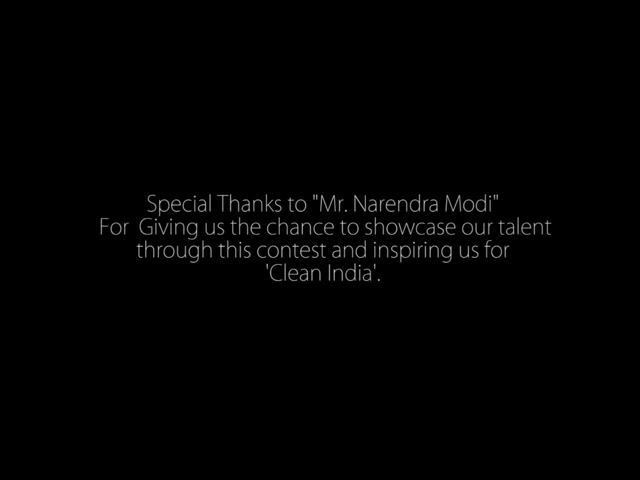 Special Thanks to "Mr. Narendra Modi"
For Giving us the chance to showcase our talent
through this contest and inspiring us for
'Clean India'.